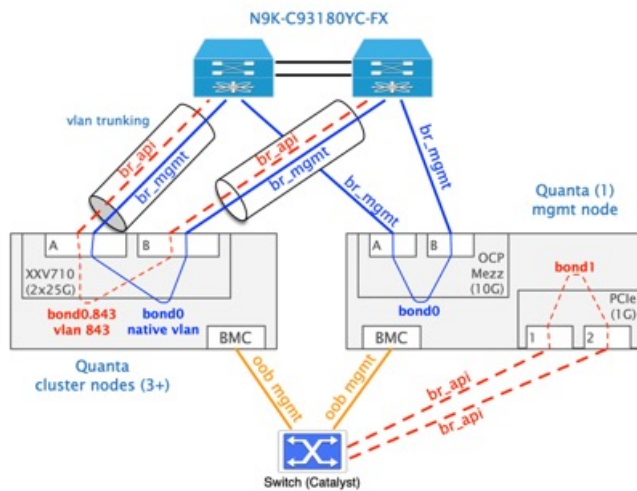 N9K-C93180YC-FX
vlan trunking
br_api
br_mgmt
br_api
br_mgmt
br_mgmt
br_mgmt
Quanta (1)
mgmt node
A
B
XXV710
(2x25G)
bond0.843
vlan 843
bond0
native vlan
BMC
A
B
OCP
Mezz
(10G)
bond0
bond1
PCIe
(1G)
1
2
BMC
Quanta
cluster nodes (3+)
oob mgmt
oob mgmt
br_api
br_api
Switch (Catalyst)